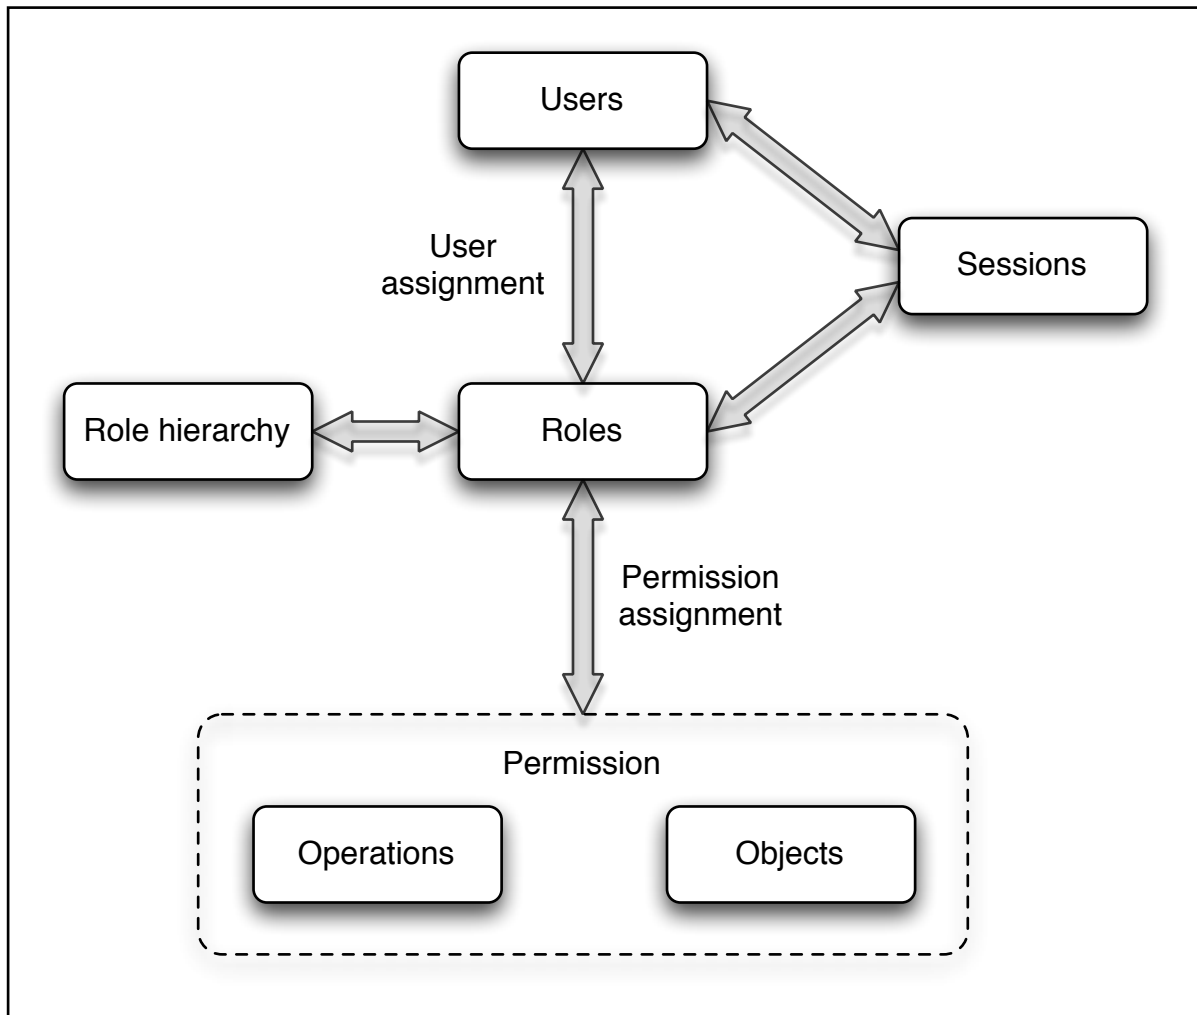 Users
User
assignment
Sessions
Role hierarchy
Roles
Permission
assignment
Permission
Operations
Objects